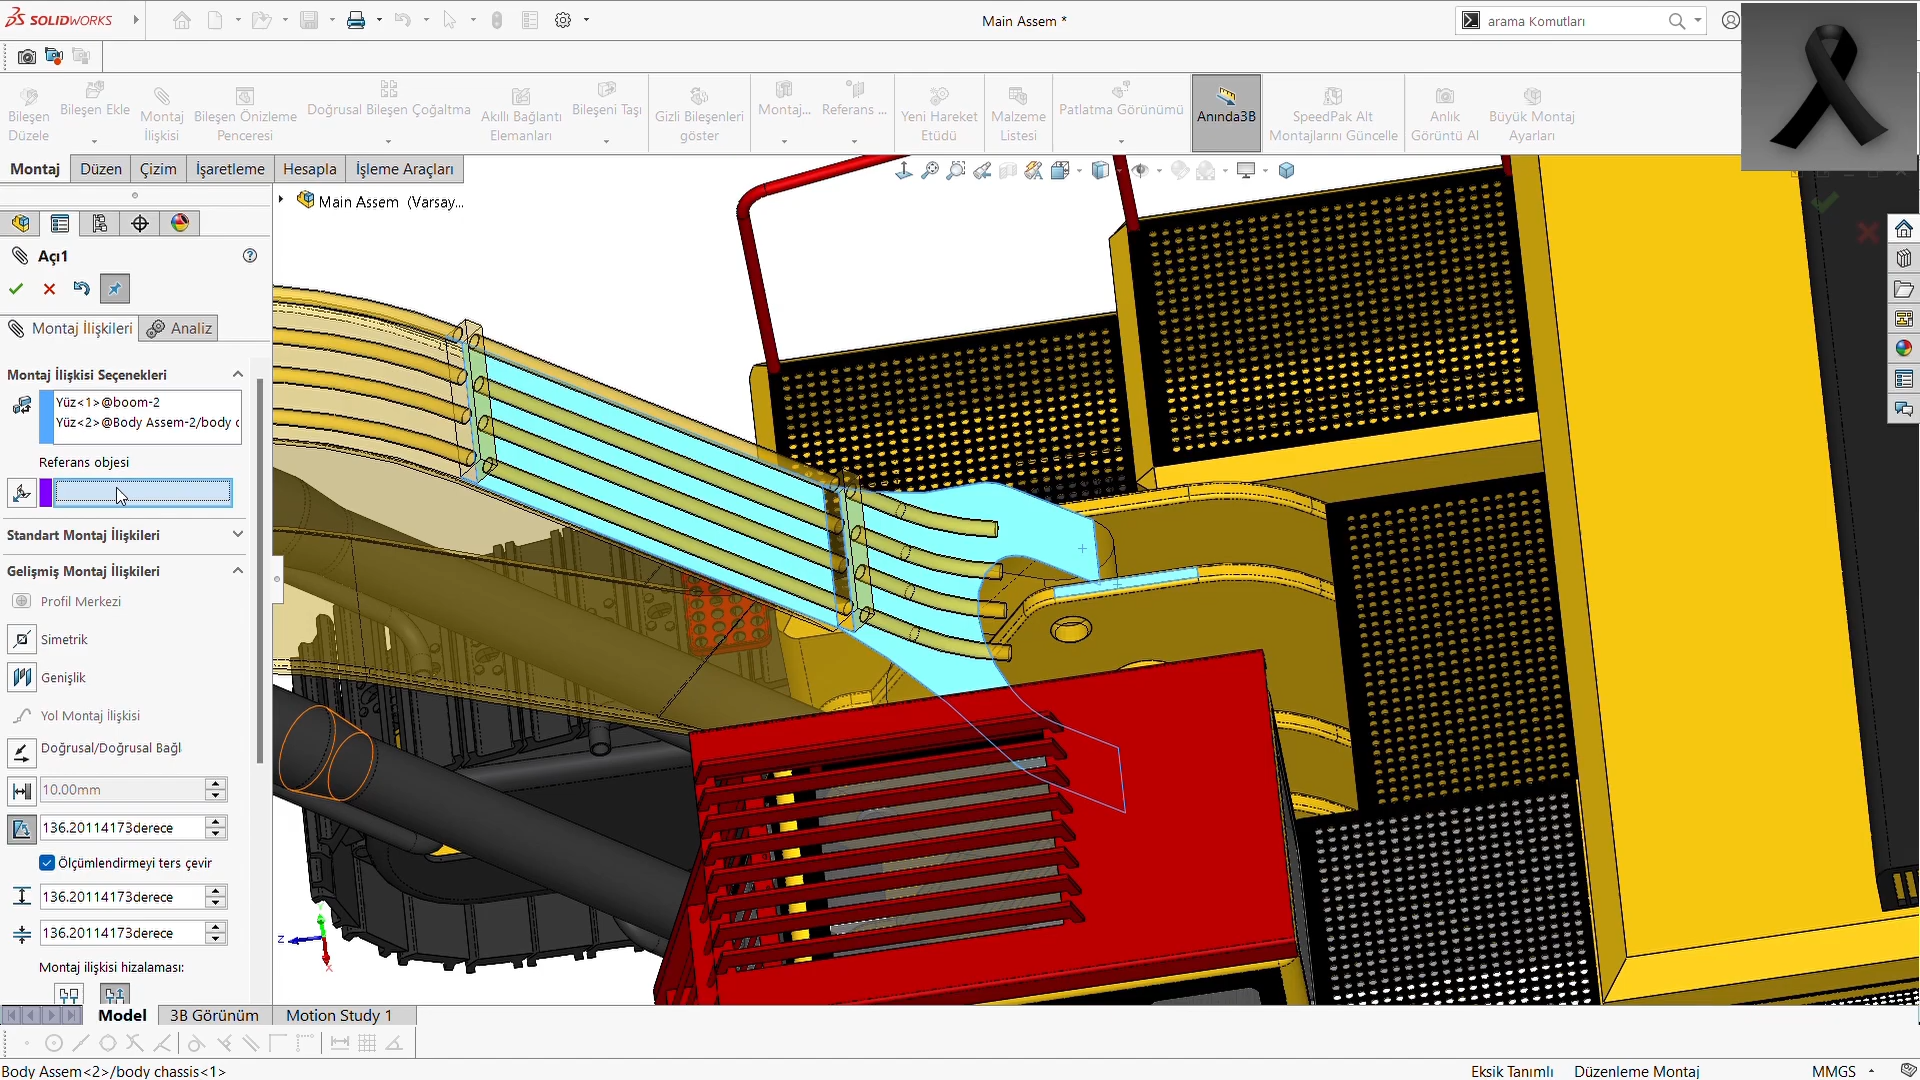 SOLIDWORKS
Main Assem *
arama Komutları
Bileşen Düzele
Bileşen Ekle
Montaj İlişkisi
Bileşen Önizleme Penceresi
Doğrusal Bileşen Çoğaltma
Akıllı Bağlantı Elemanları
Bileşeni Taşı
Gizli Bileşenleri göster
Montaj...
Referans ...
Yeni Hareket Etüdü
Malzeme Listesi
Patlatma Görünümü
Anında3B
SpeedPak Alt Montajlarını Güncelle
Anlık Görüntü Al
Büyük Montaj Ayarları
Montaj
Düzen
Çizim
İşaretleme
Hesapla
İşleme Araçları
Main Assem (Varsay...
Açı1
Montaj İlişkileri
Analiz
Montaj İlişkisi Seçenekleri
Yüz<1>@boom-2
Yüz<2>@Body Assem-2/body c
Referans objesi
Standart Montaj İlişkileri
Gelişmiş Montaj İlişkileri
Profil Merkezi
Simetrik
Genişlik
Yol Montaj İlişkisi
Doğrusal/Doğrusal Bağl
10.00mm
136.20114173derece
Ölçümlendirmeyi ters çevir
136.20114173derece
136.20114173derece
Montaj ilişkisi hizalaması:
Z
X
Model
3B Görünüm
Motion Study 1
Body Assem<2>/body chassis<1>
Eksik Tanımlı
Düzenleme Montaj
MMGS